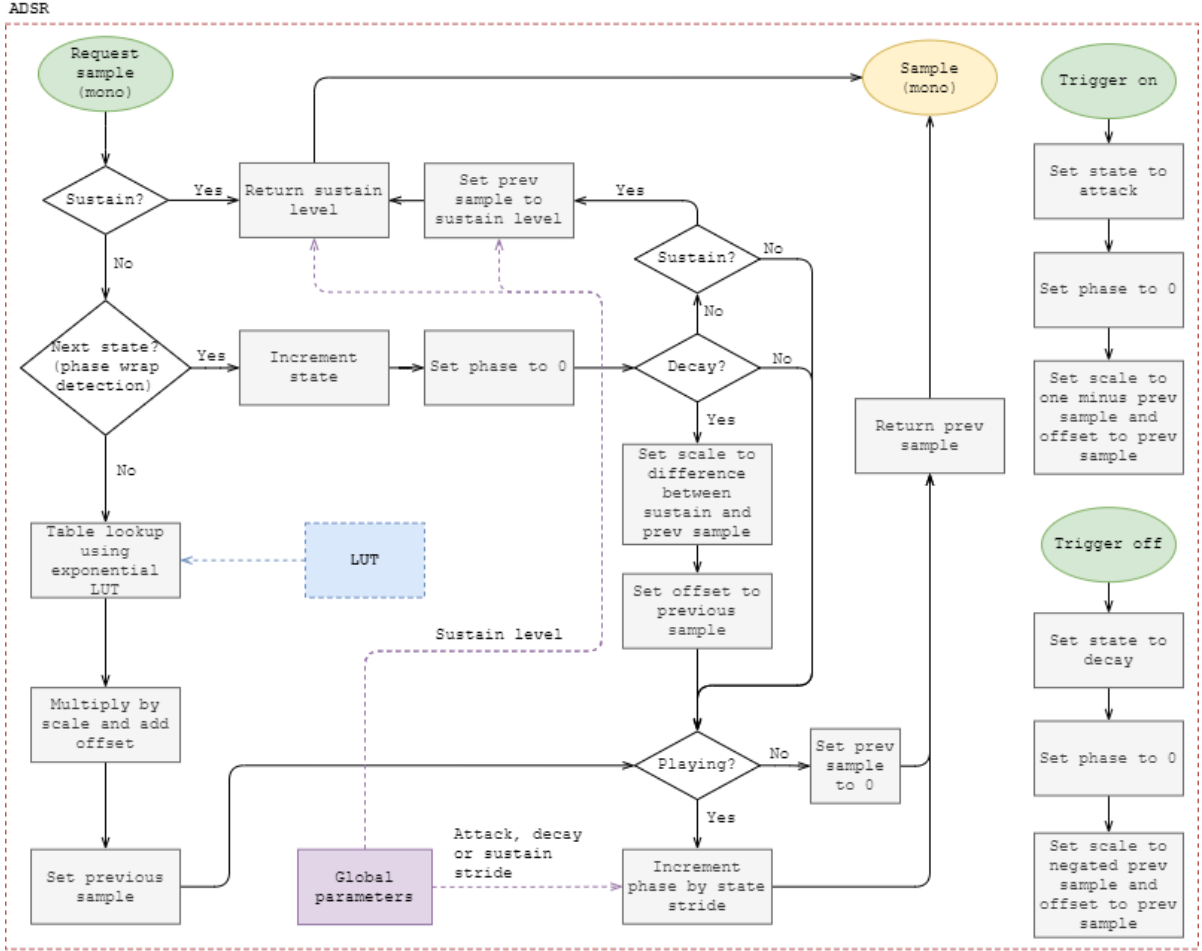 ADSR
Request
sample
(mono)
Sample
(mono)
Trigger on
Sustain?
Yes
Return sustain
level
Set prev
sample to
sustain level
Yes
Sustain?
No
Set state to
attack
No
No
Set phase to 0
Next state?
(phase wrap
detection)
Yes
Increment
state
Set phase to 0
Decay?
No
Yes
Set scale to
one minus prev
sample and
offset to prev
sample
Return prev
sample
No
Set scale to
difference
between
sustain and
prev sample
Table lookup
using
exponential
LUT
LUT
Trigger off
Set offset to
previous
sample
Sustain level
Set state to
decay
Multiply by
scale and add
offset
Playing?
No
Set prev
sample
to 0
Set phase to 0
Yes
Attack, decay
or sustain
stride
Set previous
sample
Global
parameters
Increment
phase by state
stride
Set scale to
negated prev
sample and
offset to prev
sample